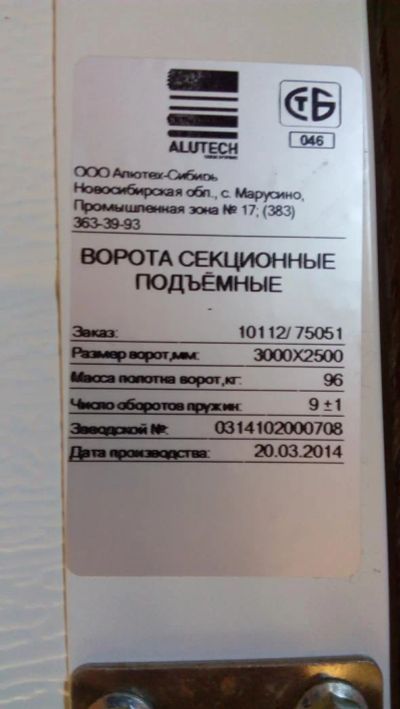 ALUTECH
СТБ
046
ООО Алютех-Сибирь
Новосибирская обл., с. Марусино,
Промышленная зона № 17; (383)
363-39-93
ВОРОТА СЕКЦИОННЫЕ
ПОДЪЁМНЫЕ
Заказ: 10112/ 75051
Размер ворот,мм: 3000X2500
Масса полотна ворот,кг: 96
Число оборотов пружин: 9 ±1
Заводской №: 0314102000708
Дата производства: 20.03.2014